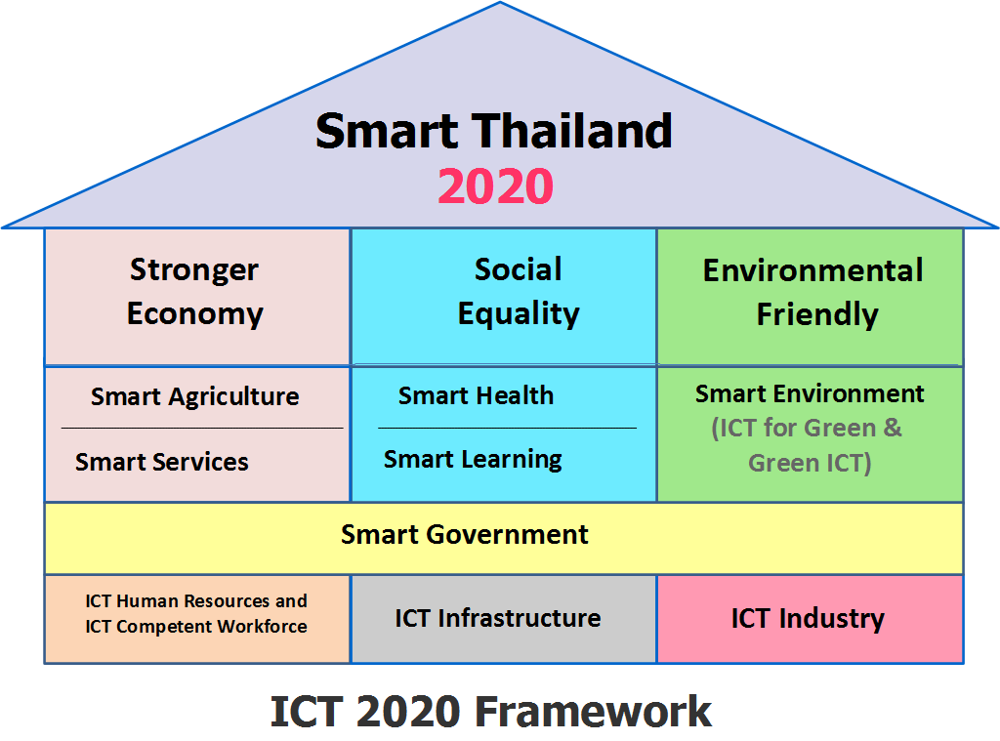 Smart Thailand
2020
Stronger
Economy
Social
Equality
Environmental
Friendly
Smart Agriculture
Smart Services
Smart Health
Smart Learning
Smart Environment
(ICT for Green &
Green ICT)
Smart Government
ICT Human Resources and
ICT Competent Workforce
ICT Infrastructure
ICT Industry
ICT 2020 Framework